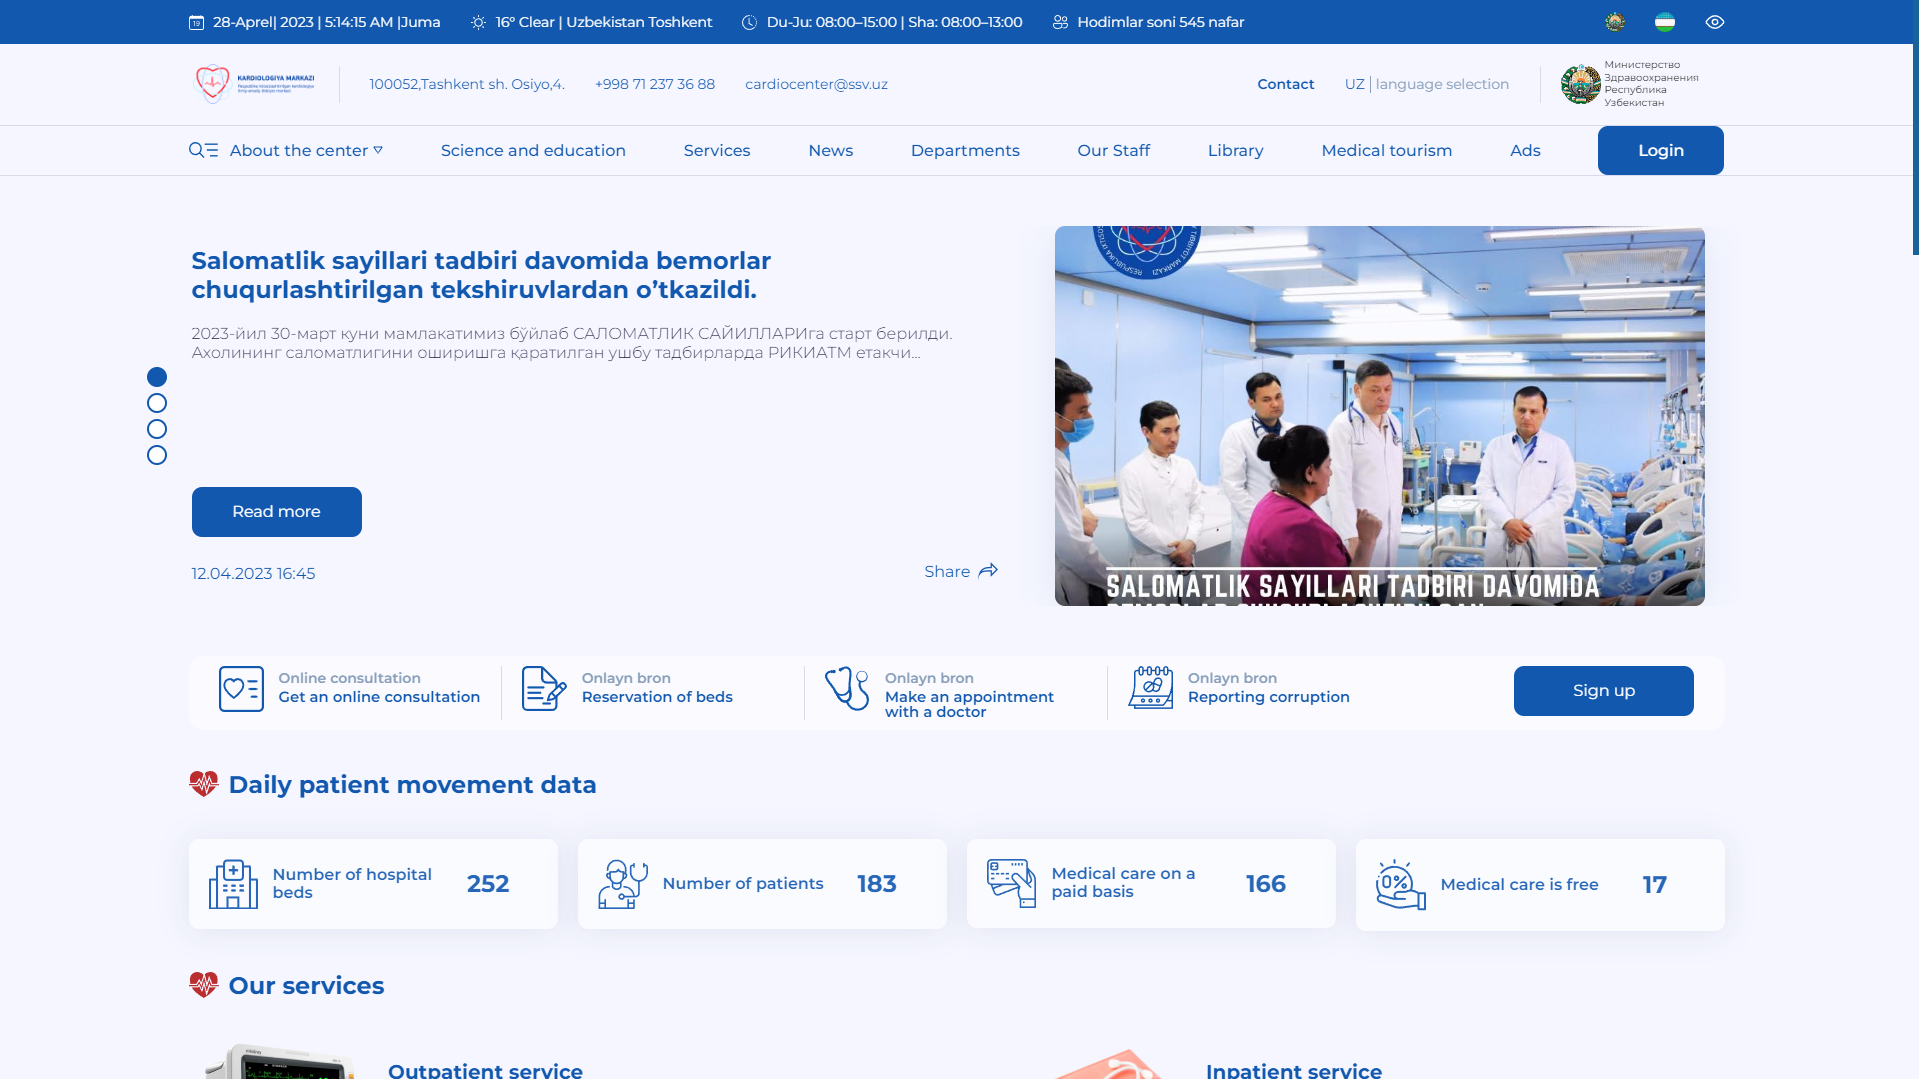 28-Aprel| 2023 | 5:14:15 AM |Juma
16° Clear | Uzbekistan Toshkent
Du-Ju: 08:00–15:00 | Sha: 08:00–13:00
Hodimlar soni 545 nafar
KARDIOLOGIYA MARKAZI
100052,Tashkent sh. Osiyo,4.
+998 71 237 36 88
cardiocenter@ssv.uz
Contact
UZ | language selection
Министерство
Здравоохранения
Республика
Узбекистан
About the center
Science and education
Services
News
Departments
Our Staff
Library
Medical tourism
Ads
Login
Salomatlik sayillari tadbiri davomida bemorlar
chuqurlashtirilgan tekshiruvlardan o’tkazildi.
2023-йил 30-март куни мамлакатимиз бўйлаб САЛОМАТЛИК САЙИЛЛАРИга старт берилди.
Ахолининг саломатлигини оширишга қаратилган ушбу тадбирларда РИКИАТМ етакчи...
Read more
12.04.2023 16:45
Share
SALOMATLIK SAYILLARI TADBIRI DAVOMIDA
Online consultation
Get an online consultation
Onlayn bron
Reservation of beds
Onlayn bron
Make an appointment
with a doctor
Onlayn bron
Reporting corruption
Sign up
Daily patient movement data
Number of hospital
beds
252
Number of patients
183
Medical care on a
paid basis
166
0%
Medical care is free
17
Our services
Outpatient service
Inpatient service